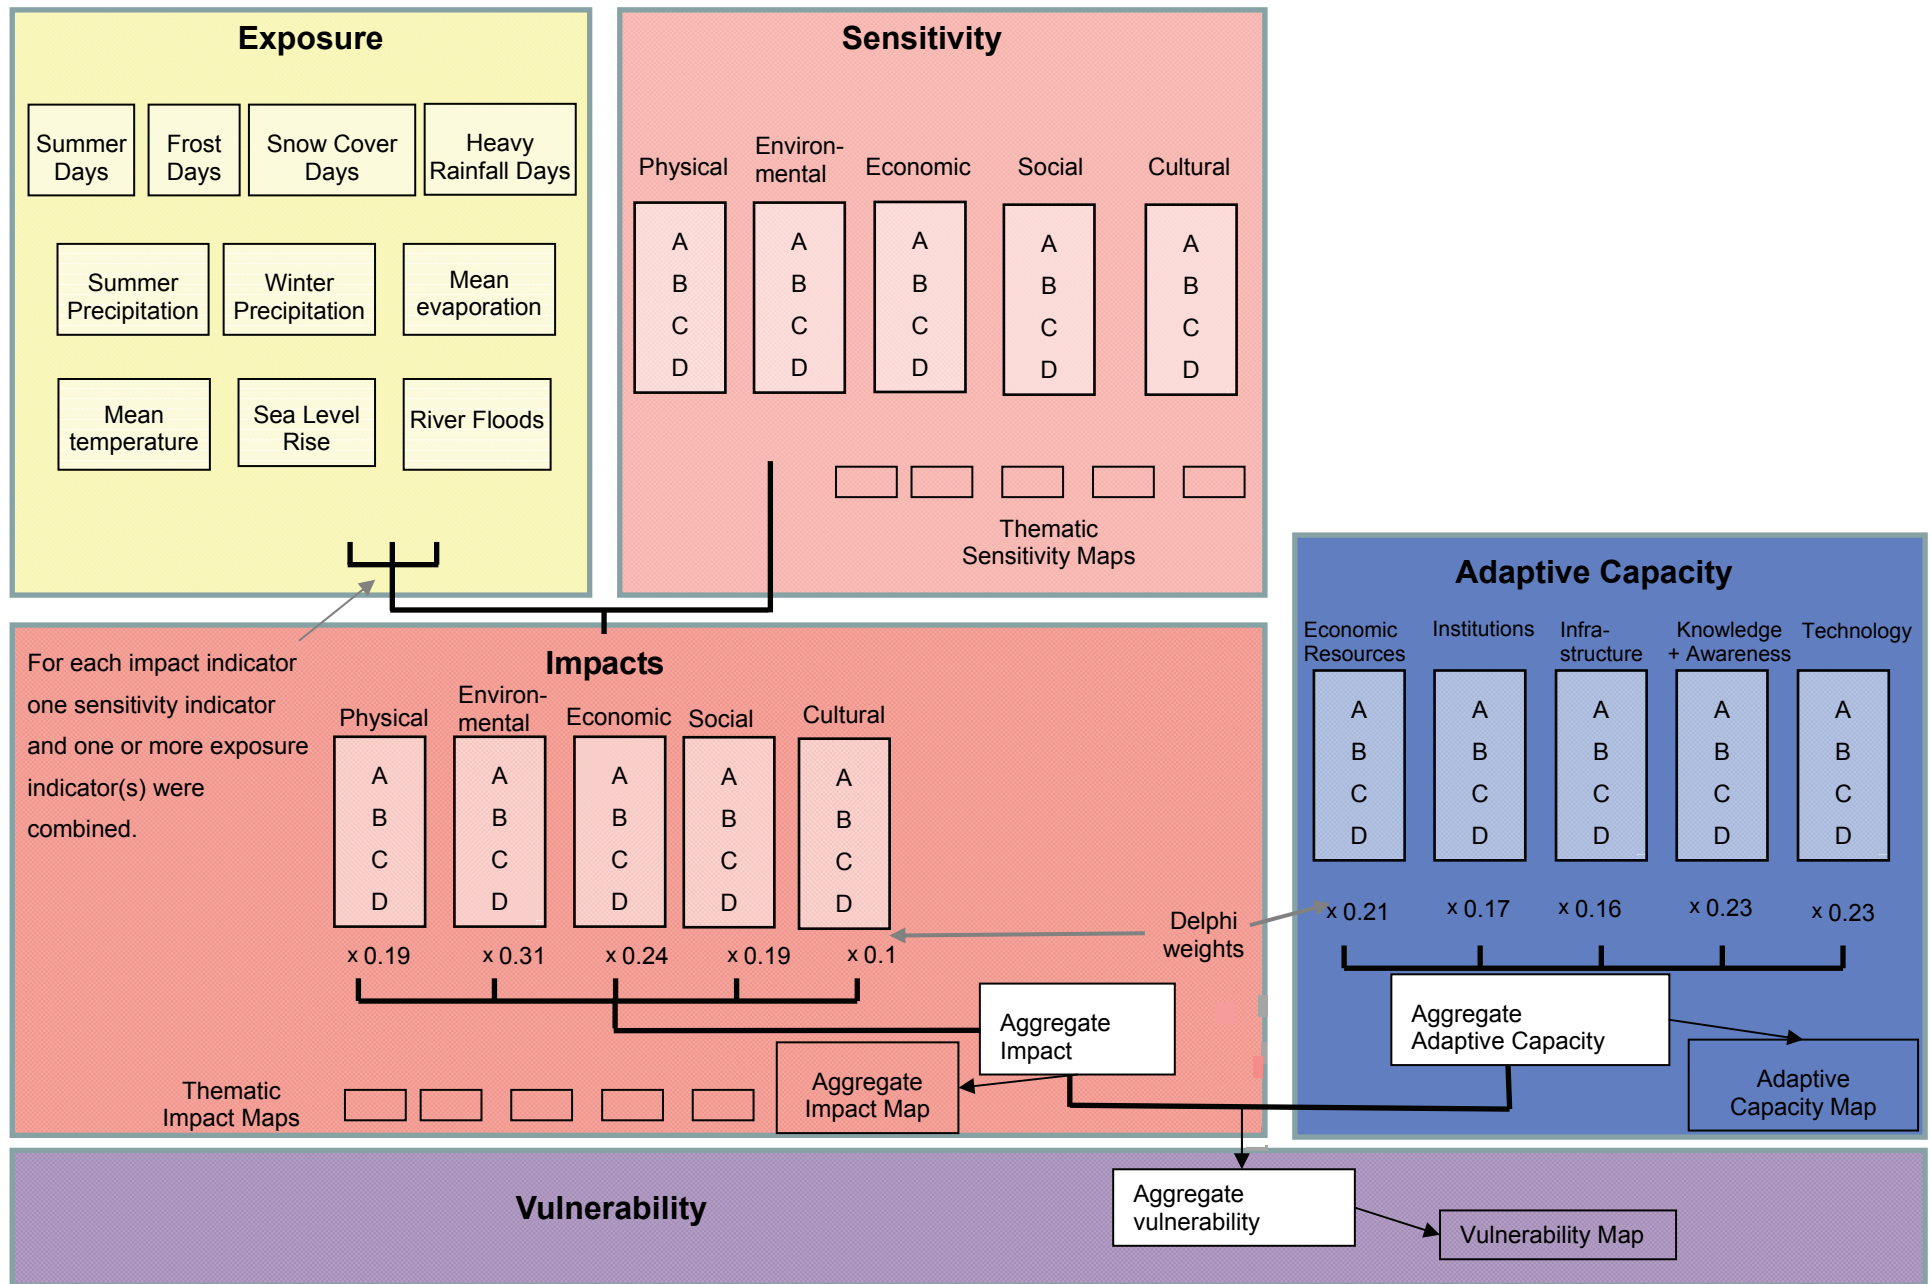 Exposure
Summer
Days
Frost
Days
Snow Cover
Days
Heavy
Rainfall Days
Summer
Precipitation
Winter
Precipitation
Mean
evaporation
Mean
temperature
Sea Level
Rise
River Floods
Sensitivity
Physical
Environ-
mental
Economic
Social
Cultural
A
B
C
D
A
B
C
D
A
B
C
D
A
B
C
D
A
B
C
D
Thematic
Sensitivity Maps
Impacts
For each impact indicator
one sensitivity indicator
and one or more exposure
indicator(s) were
combined.
Physical
Environ-
mental
Economic
Social
Cultural
A
B
C
D
A
B
C
D
A
B
C
D
A
B
C
D
A
B
C
D
x 0.19
x 0.31
x 0.24
x 0.19
x 0.1
Delphi
weights
Aggregate
Impact
Aggregate
Impact Map
Thematic
Impact Maps
Adaptive Capacity
Economic
Resources
Institutions
Infra-
structure
Knowledge
+ Awareness
Technology
A
B
C
D
A
B
C
D
A
B
C
D
A
B
C
D
A
B
C
D
x 0.21
x 0.17
x 0.16
x 0.23
x 0.23
Aggregate
Adaptive Capacity
Adaptive
Capacity Map
Vulnerability
Aggregate
vulnerability
Vulnerability Map